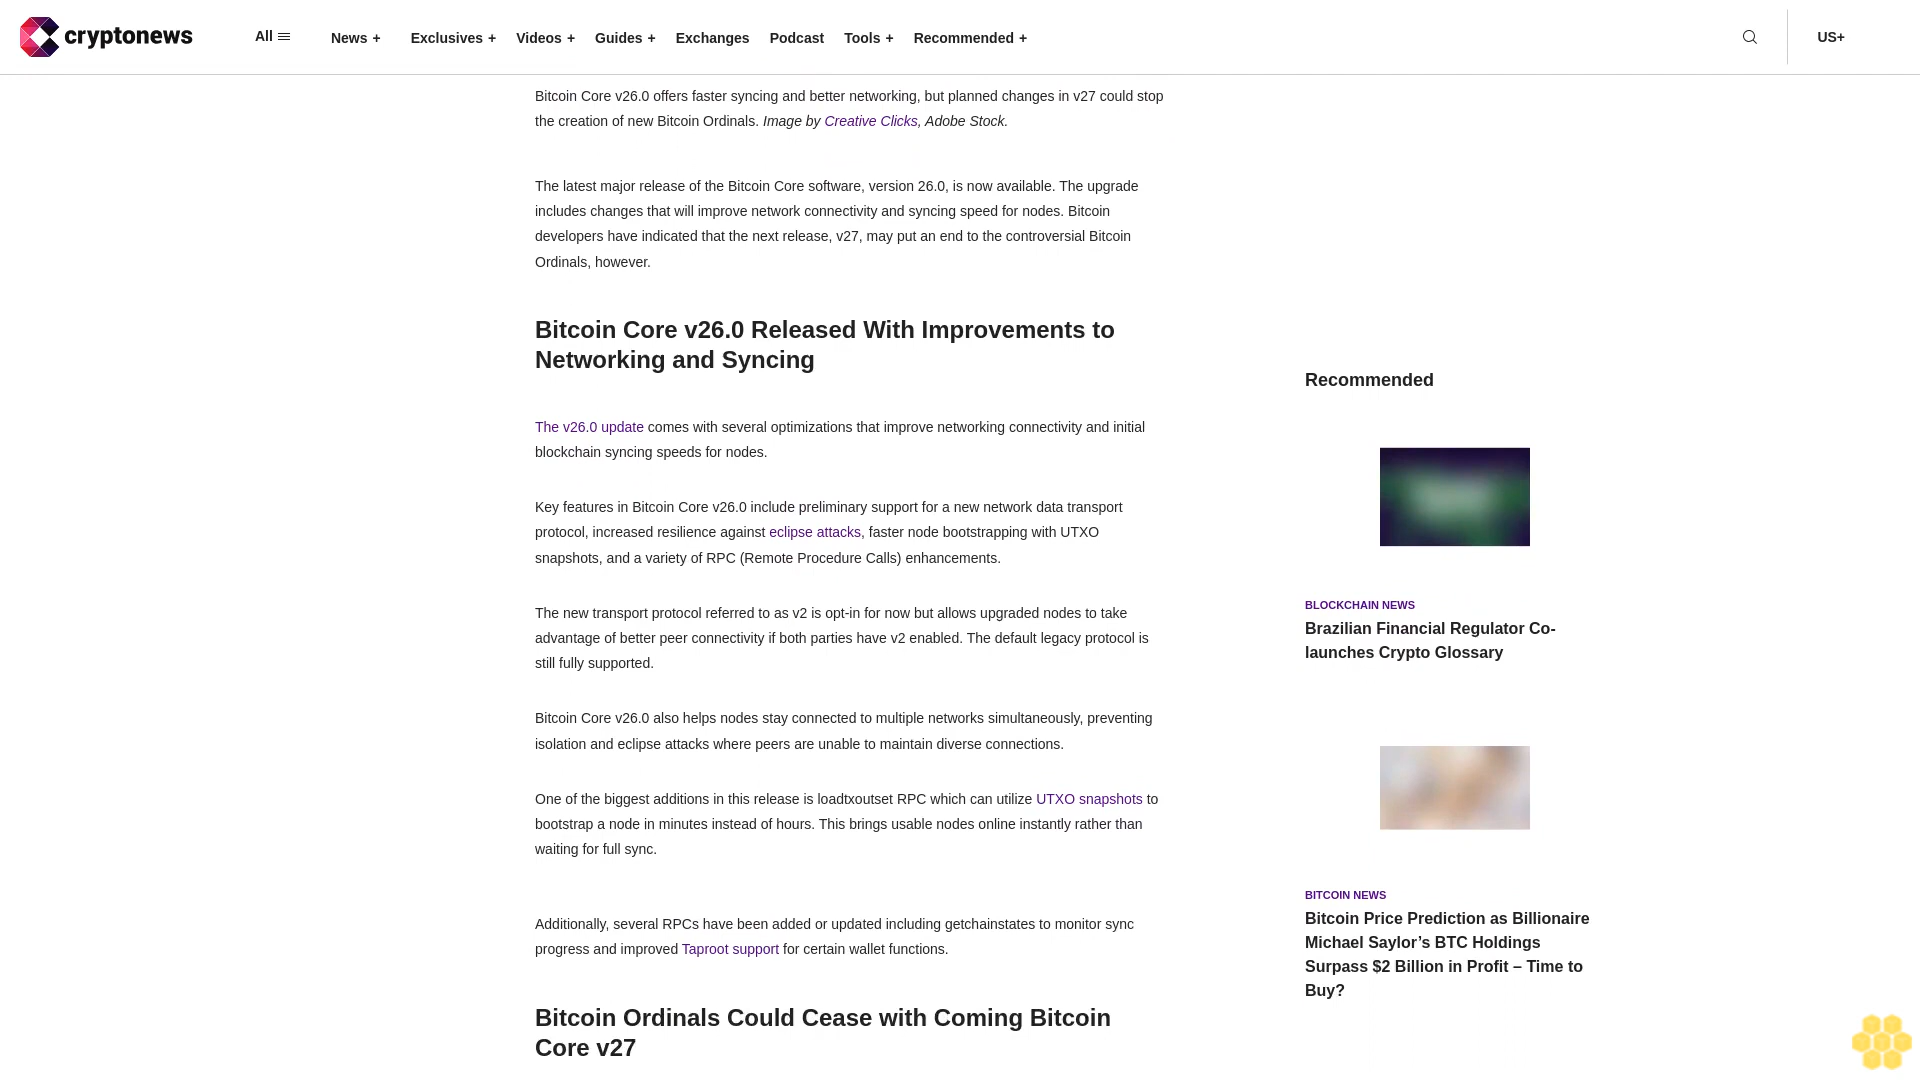 cryptonews
All
News +
Exclusives +
Videos +
Guides +
Exchanges
Podcast
Tools +
Recommended +
US+
Bitcoin Core v26.0 offers faster syncing and better networking, but planned changes in v27 could stop
the creation of new Bitcoin Ordinals. Image by Creative Clicks, Adobe Stock.
The latest major release of the Bitcoin Core software, version 26.0, is now available. The upgrade
includes changes that will improve network connectivity and syncing speed for nodes. Bitcoin
developers have indicated that the next release, v27, may put an end to the controversial Bitcoin
Ordinals, however.
Bitcoin Core v26.0 Released With Improvements to
Networking and Syncing
The v26.0 update comes with several optimizations that improve networking connectivity and initial
blockchain syncing speeds for nodes.
Key features in Bitcoin Core v26.0 include preliminary support for a new network data transport
protocol, increased resilience against eclipse attacks, faster node bootstrapping with UTXO
snapshots, and a variety of RPC (Remote Procedure Calls) enhancements.
The new transport protocol referred to as v2 is opt-in for now but allows upgraded nodes to take
advantage of better peer connectivity if both parties have v2 enabled. The default legacy protocol is
still fully supported.
Bitcoin Core v26.0 also helps nodes stay connected to multiple networks simultaneously, preventing
isolation and eclipse attacks where peers are unable to maintain diverse connections.
One of the biggest additions in this release is loadtxoutset RPC which can utilize UTXO snapshots to
bootstrap a node in minutes instead of hours. This brings usable nodes online instantly rather than
waiting for full sync.
Additionally, several RPCs have been added or updated including getchainstates to monitor sync
progress and improved Taproot support for certain wallet functions.
Bitcoin Ordinals Could Cease with Coming Bitcoin
Core v27
Recommended
BLOCKCHAIN NEWS
Brazilian Financial Regulator Co-
launches Crypto Glossary
BITCOIN NEWS
Bitcoin Price Prediction as Billionaire
Michael Saylor’s BTC Holdings
Surpass $2 Billion in Profit – Time to
Buy?